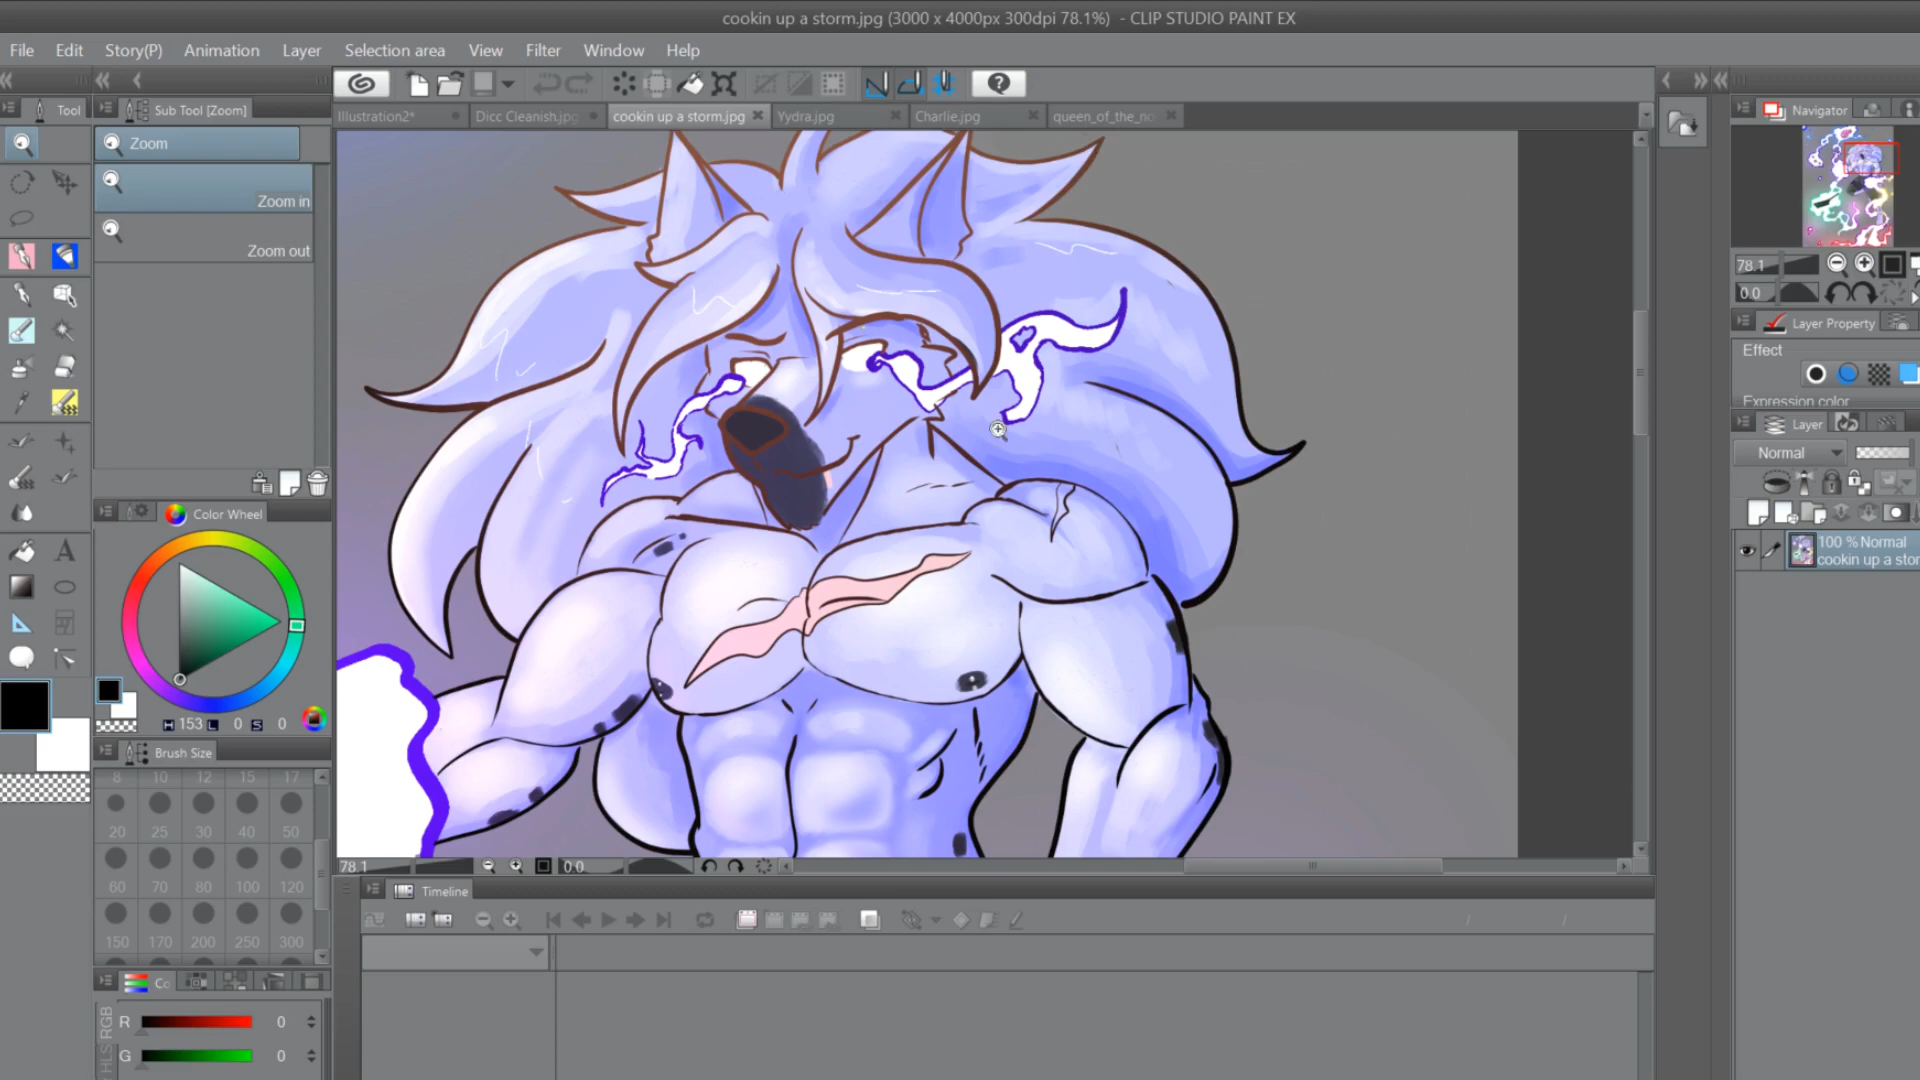 cookin up a storm.jpg (3000 x 4000px 300dpi 78.1%) - CLIP STUDIO PAINT EX
File Edit Story(P) Animation Layer Selection area View Filter Window Help
Tool
Sub Tool [Zoom]
Illustration2*
Dicc Cleanish.jpg
cookin up a storm.jpg
Yydra.jpg
Charlie.jpg
queen_of_the_no
Navigator
Zoom
Zoom in
Zoom out
78.1
0.0
Layer Property
Effect
Expression color
Layer
Normal
100 % Normal
cookin up a stor
Color Wheel
H 153 L 0 S 0
Brush Size
8 10 12 15 17
20 25 30 40 50
60 70 80 100 120
150 170 200 250 300
78.1
0.0
Timeline
Co
RGB
HLS
R 0
G 0